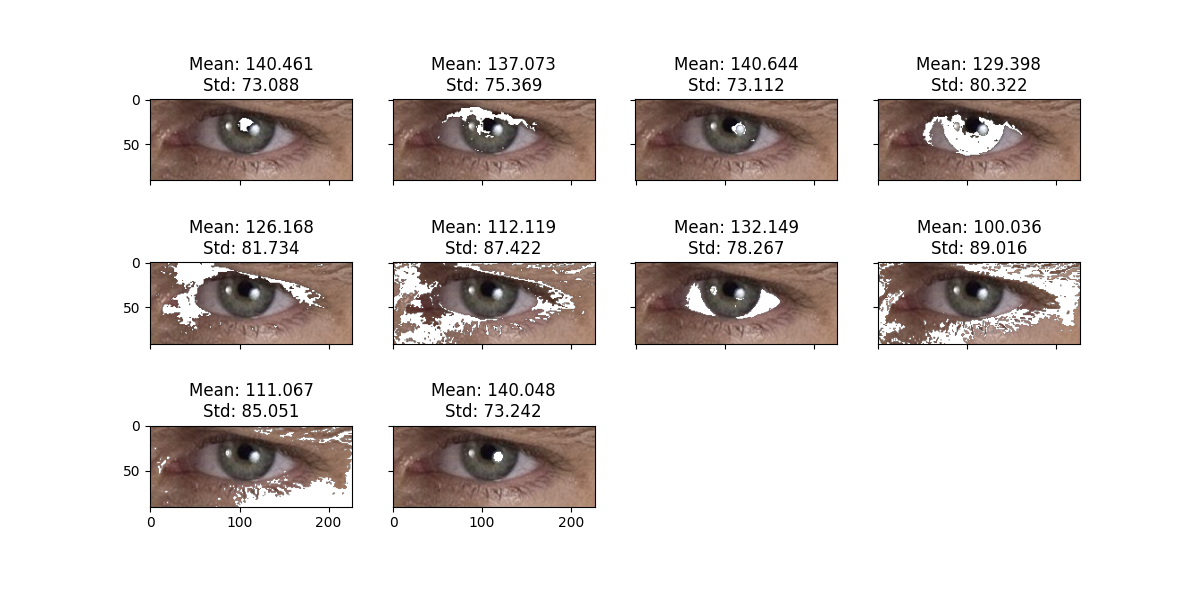 Mean: 140.461
Std: 73.088
Mean: 137.073
Std: 75.369
Mean: 140.644
Std: 73.112
Mean: 129.398
Std: 80.322
0
50
Mean: 126.168
Std: 81.734
Mean: 112.119
Std: 87.422
Mean: 132.149
Std: 78.267
Mean: 100.036
Std: 89.016
0
50
Mean: 111.067
Std: 85.051
Mean: 140.048
Std: 73.242
0
50
0 100 200
0 100 200